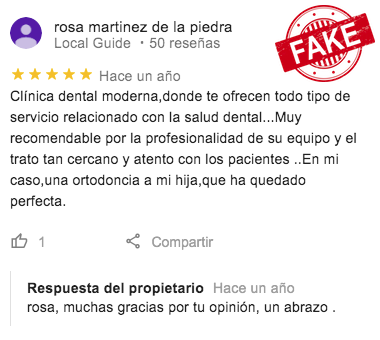 rosa martinez de la piedra
Local Guide · 50 reseñas
FAKE
★★★★★ Hace un año
Clínica dental moderna,donde te ofrecen todo tipo de
servicio relacionado con la salud dental...Muy
recomendable por la profesionalidad de su equipo y el
trato tan cercano y atento con los pacientes ..En mi
caso,una ortodoncia a mi hija,que ha quedado
perfecta.
1
Compartir
Respuesta del propietario Hace un año
rosa, muchas gracias por tu opinión, un abrazo .